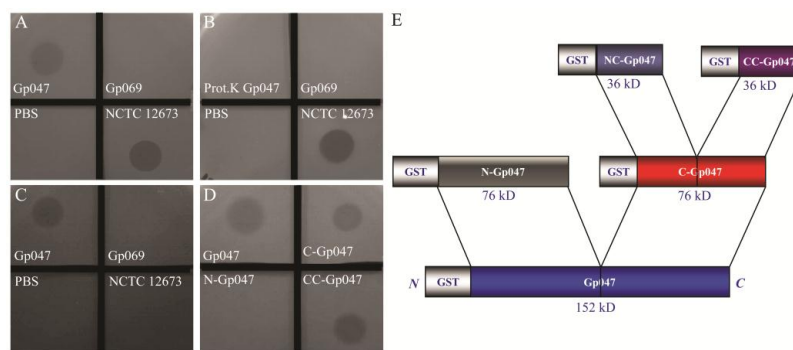 A
Gp047
Gp069
PBS
NCTC 12673
B
Prot.K Gp047
Gp069
PBS
NCTC 12673
C
Gp047
Gp069
PBS
NCTC 12673
D
Gp047
C-Gp047
N-Gp047
CC-Gp047
E
GST
NC-Gp047
36 kD
GST
CC-Gp047
36 kD
GST
N-Gp047
76 kD
GST
C-Gp047
76 kD
N
GST
Gp047
C
152 kD